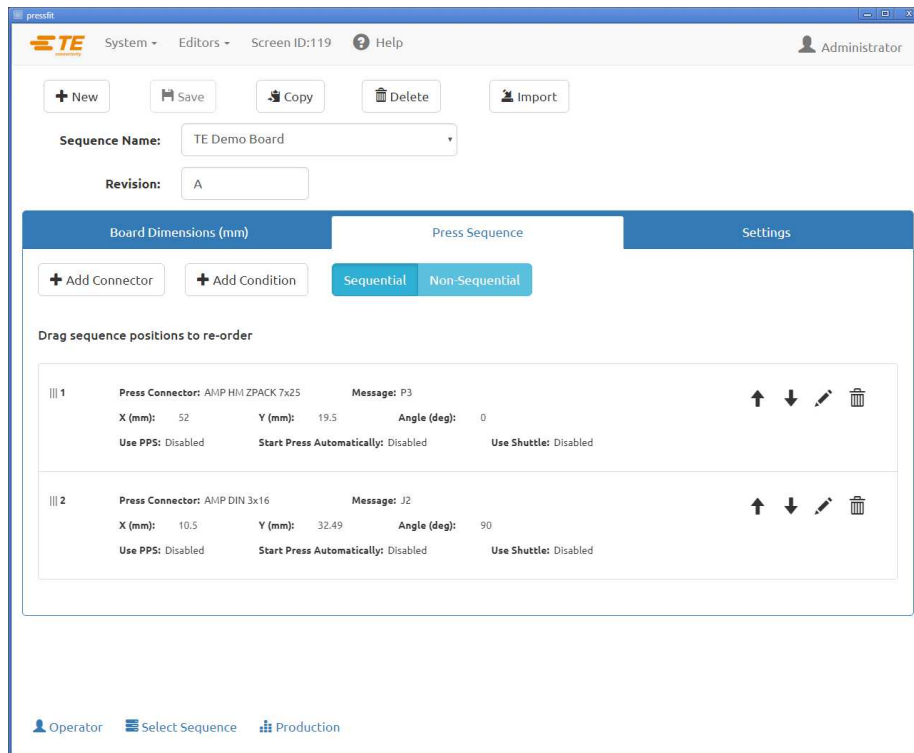 pressfit
TE connectivity System Editors Screen ID:119 Help Administrator
New Save Copy Delete Import
Sequence Name: TE Demo Board
Revision: A
Board Dimensions (mm) Press Sequence Settings
Add Connector Add Condition Sequential Non-Sequential
Drag sequence positions to re-order
1 Press Connector: AMP HM ZPACK 7x25 Message: P3
X (mm): 52 Y (mm): 19.5 Angle (deg): 0
Use PPS: Disabled Start Press Automatically: Disabled Use Shuttle: Disabled
2 Press Connector: AMP DIN 3x16 Message: J2
X (mm): 10.5 Y (mm): 32.49 Angle (deg): 90
Use PPS: Disabled Start Press Automatically: Disabled Use Shuttle: Disabled
Operator Select Sequence Production